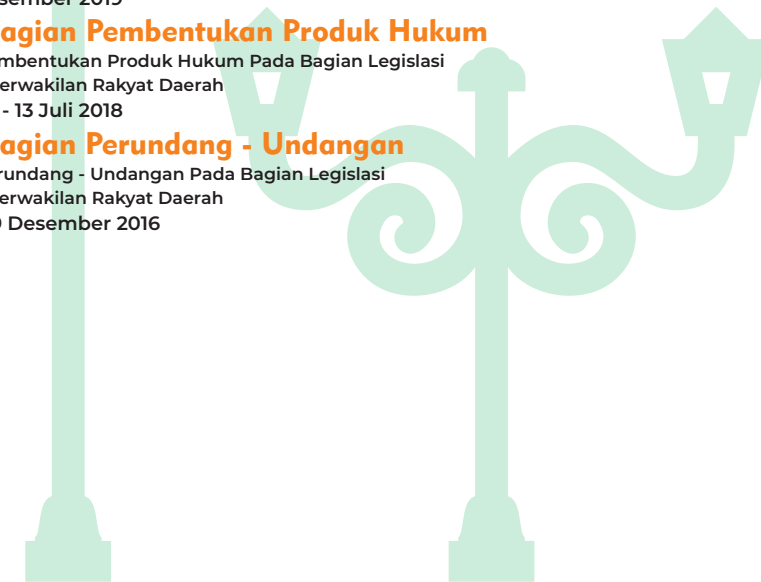 sember 2019
agian Pembentukan Produk Hukum
mbentukan Produk Hukum Pada Bagian Legislasi
erwakilan Rakyat Daerah
- 13 Juli 2018
agian Perundang - Undangan
rundang - Undangan Pada Bagian Legislasi
erwakilan Rakyat Daerah
Desember 2016